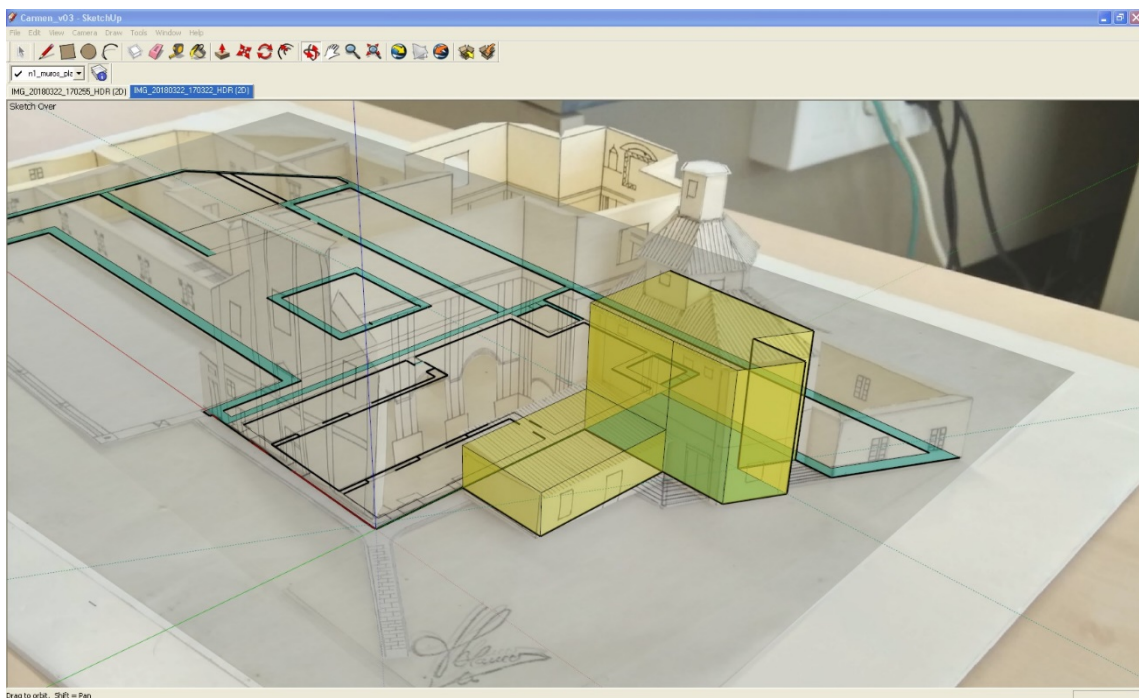 Carmen_v03 - SketchUp
File Edit View Camera Draw Tools Window Help
n1_muros_pla
IMG_20180322_170255_HDR (2D) IMG_20180322_170322_HDR (2D)
Sketch Over
Drag to orbit. Shift = Pan